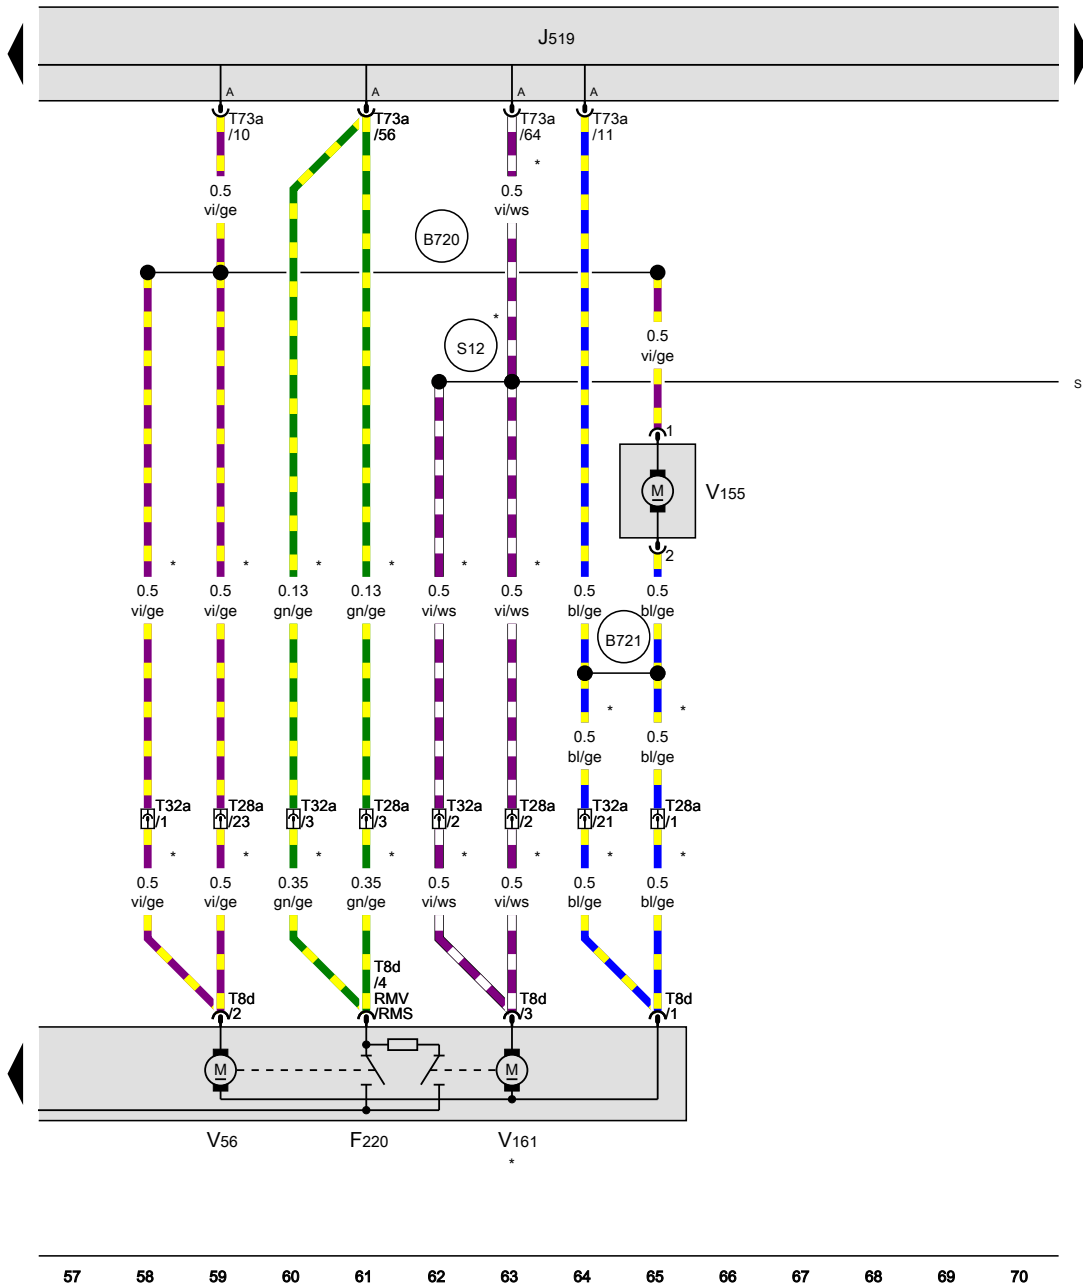 J519
A A A A
T73a T73a T73a T73a
/10 /56 /64 /11
*
0.5 0.5
vi/ge vi/ws
B720
*
0.5
S12
vi/ge
S
1
M V155
2
* * * * * *
0.5 0.5 0.13 0.13 0.5 0.5 0.5 0.5
vi/ge vi/ge gn/ge gn/ge vi/ws vi/ws bl/ge bl/ge
B721
* *
0.5 0.5
bl/ge bl/ge
T32a T28a T32a T28a T32a T28a T32a T28a
/1 /23 /3 /3 /2 /2 /21 /1
* * * * * * * *
0.5 0.5 0.35 0.35 0.5 0.5 0.5 0.5
vi/ge vi/ge gn/ge gn/ge vi/ws vi/ws bl/ge bl/ge
T8d
/4
T8d RMV T8d T8d
/2 /RMS /3 /1
M M
V56 F220 V161
*
57 58 59 60 61 62 63 64 65 66 67 68 69 70